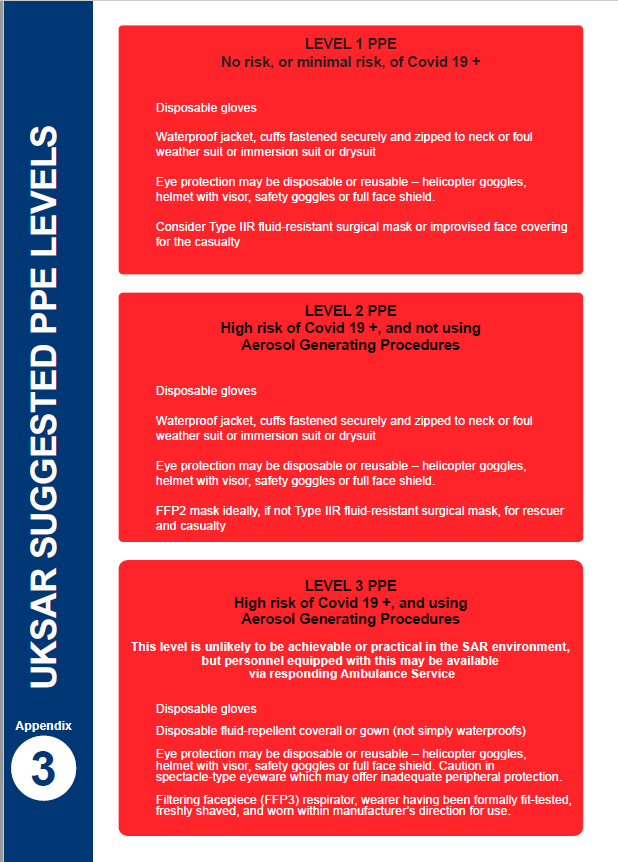 UKSAR SUGGESTED PPE LEVELS
Appendix
3
LEVEL 1 PPE
No risk, or minimal risk, of Covid 19 +
Disposable gloves
Waterproof jacket, cuffs fastened securely and zipped to neck or foul
weather suit or immersion suit or drysuit
Eye protection may be disposable or reusable – helicopter goggles,
helmet with visor, safety goggles or full face shield.
Consider Type IIR fluid-resistant surgical mask or improvised face covering
for the casualty
LEVEL 2 PPE
High risk of Covid 19 +, and not using
Aerosol Generating Procedures
Disposable gloves
Waterproof jacket, cuffs fastened securely and zipped to neck or foul
weather suit or immersion suit or drysuit
Eye protection may be disposable or reusable – helicopter goggles,
helmet with visor, safety goggles or full face shield.
FFP2 mask ideally, if not Type IIR fluid-resistant surgical mask, for rescuer
and casualty
LEVEL 3 PPE
High risk of Covid 19 +, and using
Aerosol Generating Procedures
This level is unlikely to be achievable or practical in the SAR environment,
but personnel equipped with this may be available
via responding Ambulance Service
Disposable gloves
Disposable fluid-repellent coverall or gown (not simply waterproofs)
Eye protection may be disposable or reusable – helicopter goggles,
helmet with visor, safety goggles or full face shield. Caution in
spectacle-type eyeware which may offer inadequate peripheral protection.
Filtering facepiece (FFP3) respirator, wearer having been formally fit-tested,
freshly shaved, and worn within manufacturer's direction for use.